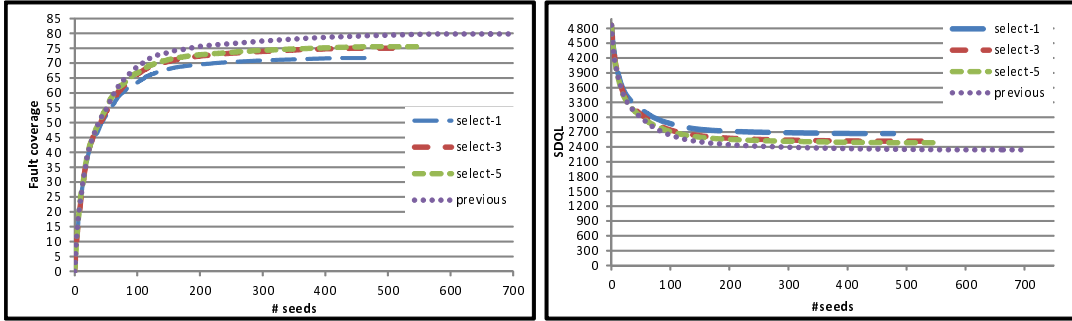 Fault coverage
85
80
75
70
65
60
55
50
45
40
35
30
25
20
15
10
5
0
0 100 200 300 400 500 600 700
# seeds
select-1
select-3
select-5
previous
SDQL
4800
4500
4200
3900
3600
3300
3000
2700
2400
2100
1800
1500
1200
900
600
300
0
0 100 200 300 400 500 600 700
#seeds
select-1
select-3
select-5
previous